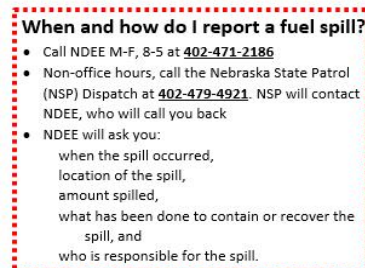 When and how do I report a fuel spill?
• Call NDEE M-F, 8-5 at 402-471-2186
• Non-office hours, call the Nebraska State Patrol
(NSP) Dispatch at 402-479-4921. NSP will contact
NDEE, who will call you back
• NDEE will ask you:
when the spill occurred,
location of the spill,
amount spilled,
what has been done to contain or recover the
spill, and
who is responsible for the spill.